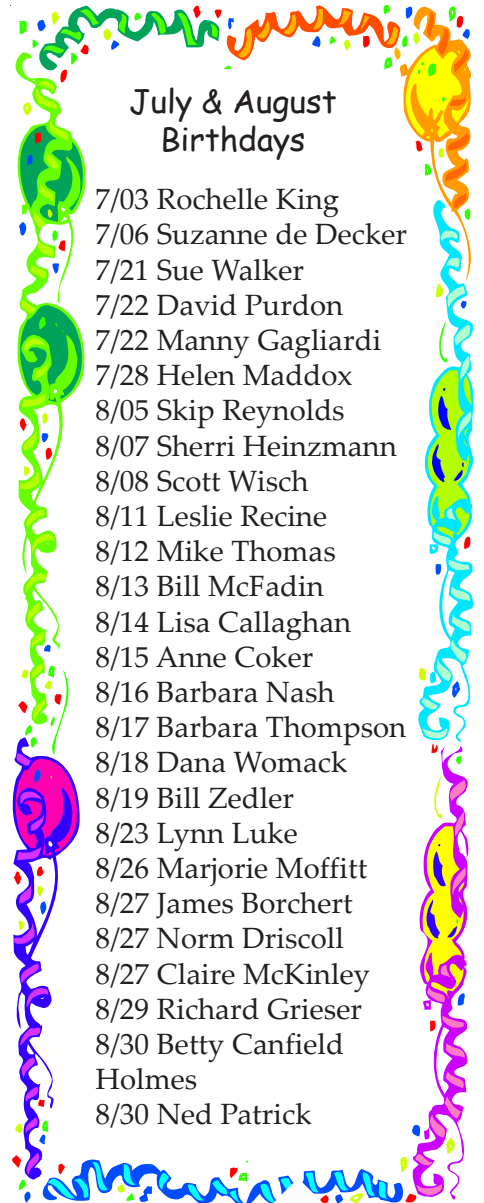 July & August
Birthdays
7/03 Rochelle King
7/06 Suzanne de Decker
7/21 Sue Walker
7/22 David Purdon
7/22 Manny Gagliardi
7/28 Helen Maddox
8/05 Skip Reynolds
8/07 Sherri Heinzmann
8/08 Scott Wisch
8/11 Leslie Recine
8/12 Mike Thomas
8/13 Bill McFadin
8/14 Lisa Callaghan
8/15 Anne Coker
8/16 Barbara Nash
8/17 Barbara Thompson
8/18 Dana Womack
8/19 Bill Zedler
8/23 Lynn Luke
8/26 Marjorie Moffitt
8/27 James Borchert
8/27 Norm Driscoll
8/27 Claire McKinley
8/29 Richard Grieser
8/30 Betty Canfield
Holmes
8/30 Ned Patrick